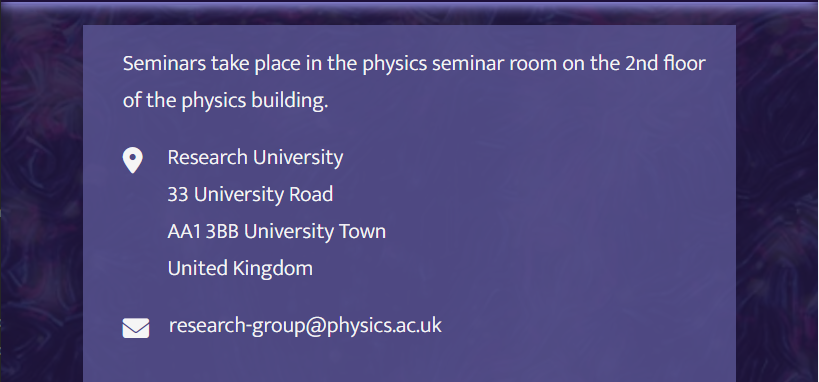 Seminars take place in the physics seminar room on the 2nd floor
of the physics building.
Research University
33 University Road
AA1 3BB University Town
United Kingdom
research-group@physics.ac.uk